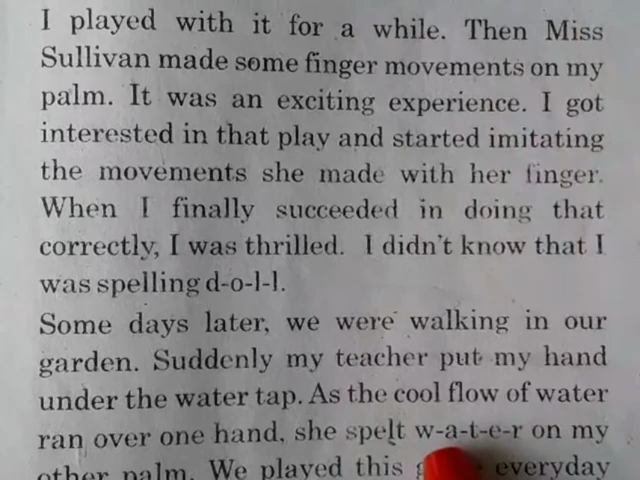 I played with it for a while. Then Miss
Sullivan made some finger movements on my
palm. It was an exciting experience. I got
interested in that play and started imitating
the movements she made with her finger.
When I finally succeeded in doing that
correctly, I was thrilled. I didn't know that I
was spelling d-o-l-l.
Some days later, we were walking in our
garden. Suddenly my teacher put my hand
under the water tap. As the cool flow of water
ran over one hand, she spelt w-a-t-e-r on my
other palm. We played this everyday